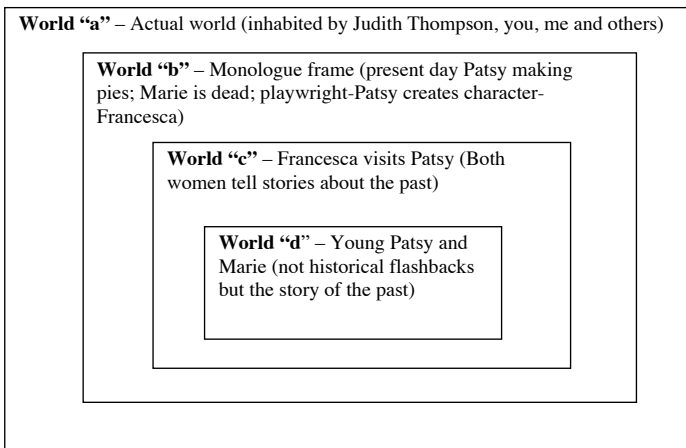 World “a” – Actual world (inhabited by Judith Thompson, you, me and others)
World “b” – Monologue frame (present day Patsy making
pies; Marie is dead; playwright-Patsy creates character-
Francesca)
World “c” – Francesca visits Patsy (Both
women tell stories about the past)
World “d” – Young Patsy and
Marie (not historical flashbacks
but the story of the past)